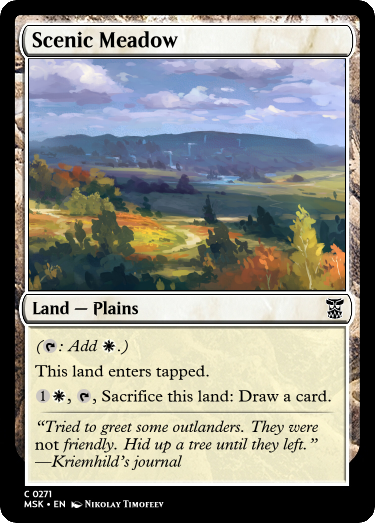 Scenic Meadow
Land — Plains
(: Add .)
This land enters tapped.
1 , , Sacrifice this land: Draw a card.
“Tried to greet some outlanders. They were
not friendly. Hid up a tree until they left.”
—Kriemhild's journal
C 0271
MSK • EN Nikolay Timofeev